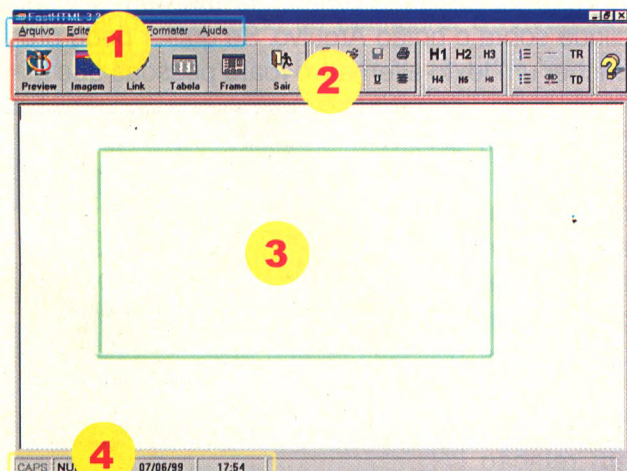 FastHTML 3.2
Arquivo Formatar Ajuda
1
H1 H2 H3 TR
2
Preview Imagem Link Tabela Frame Sair U H4 H5 H6 TD
3
4
CAPS 07/06/99 17:54